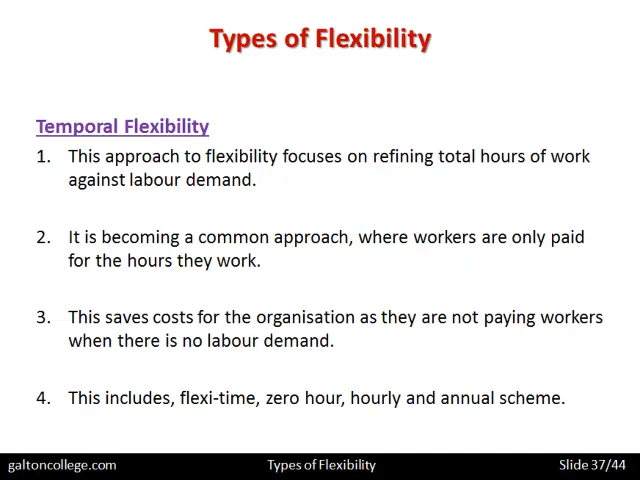 Types of Flexibility
Temporal Flexibility
1. This approach to flexibility focuses on refining total hours of work
against labour demand.
2. It is becoming a common approach, where workers are only paid
for the hours they work.
3. This saves costs for the organisation as they are not paying workers
when there is no labour demand.
4. This includes, flexi-time, zero hour, hourly and annual scheme.
galtoncollege.com Types of Flexibility Slide 37/44